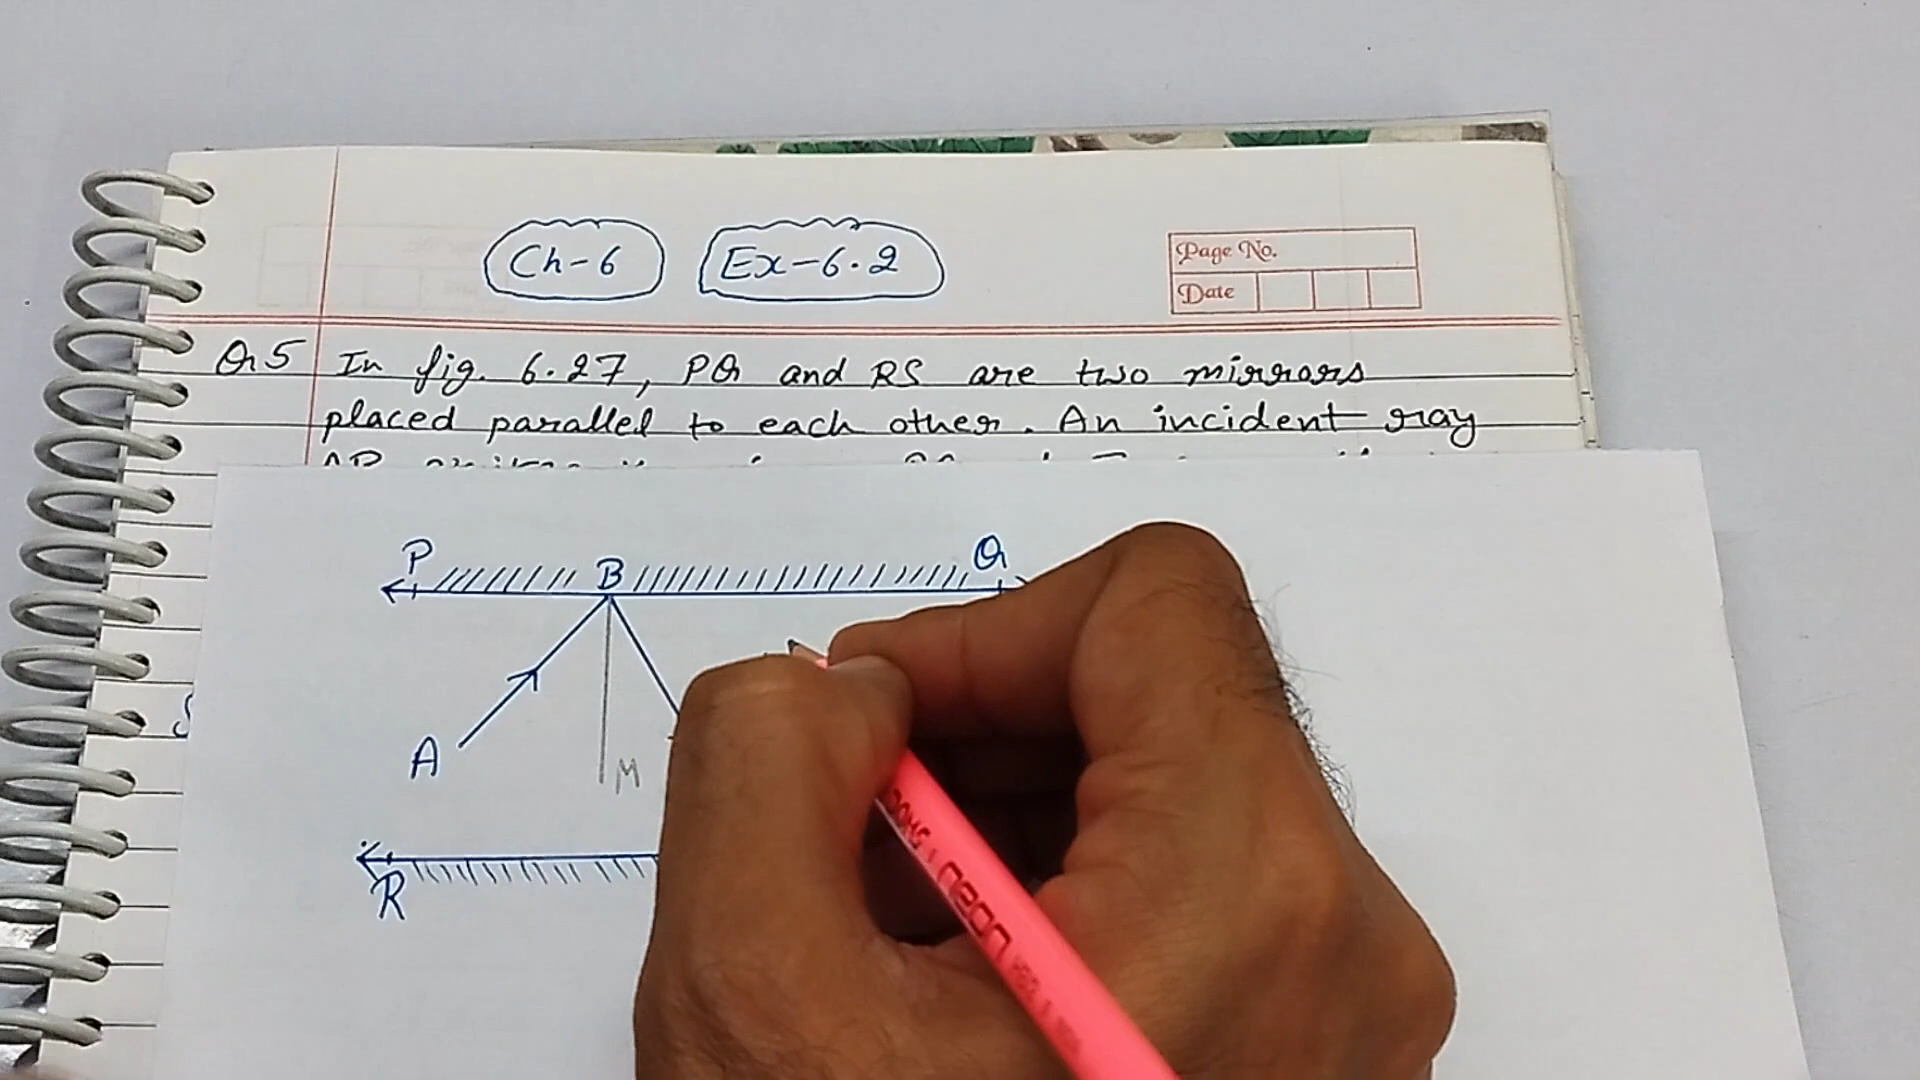 Ch-6 Ex-6.2
Page No.
Date
Q5 In fig. 6.27, PQ and RS are two mirrors
placed parallel to each other. An incident ray
P B Q
A M
R
DOMS NEON